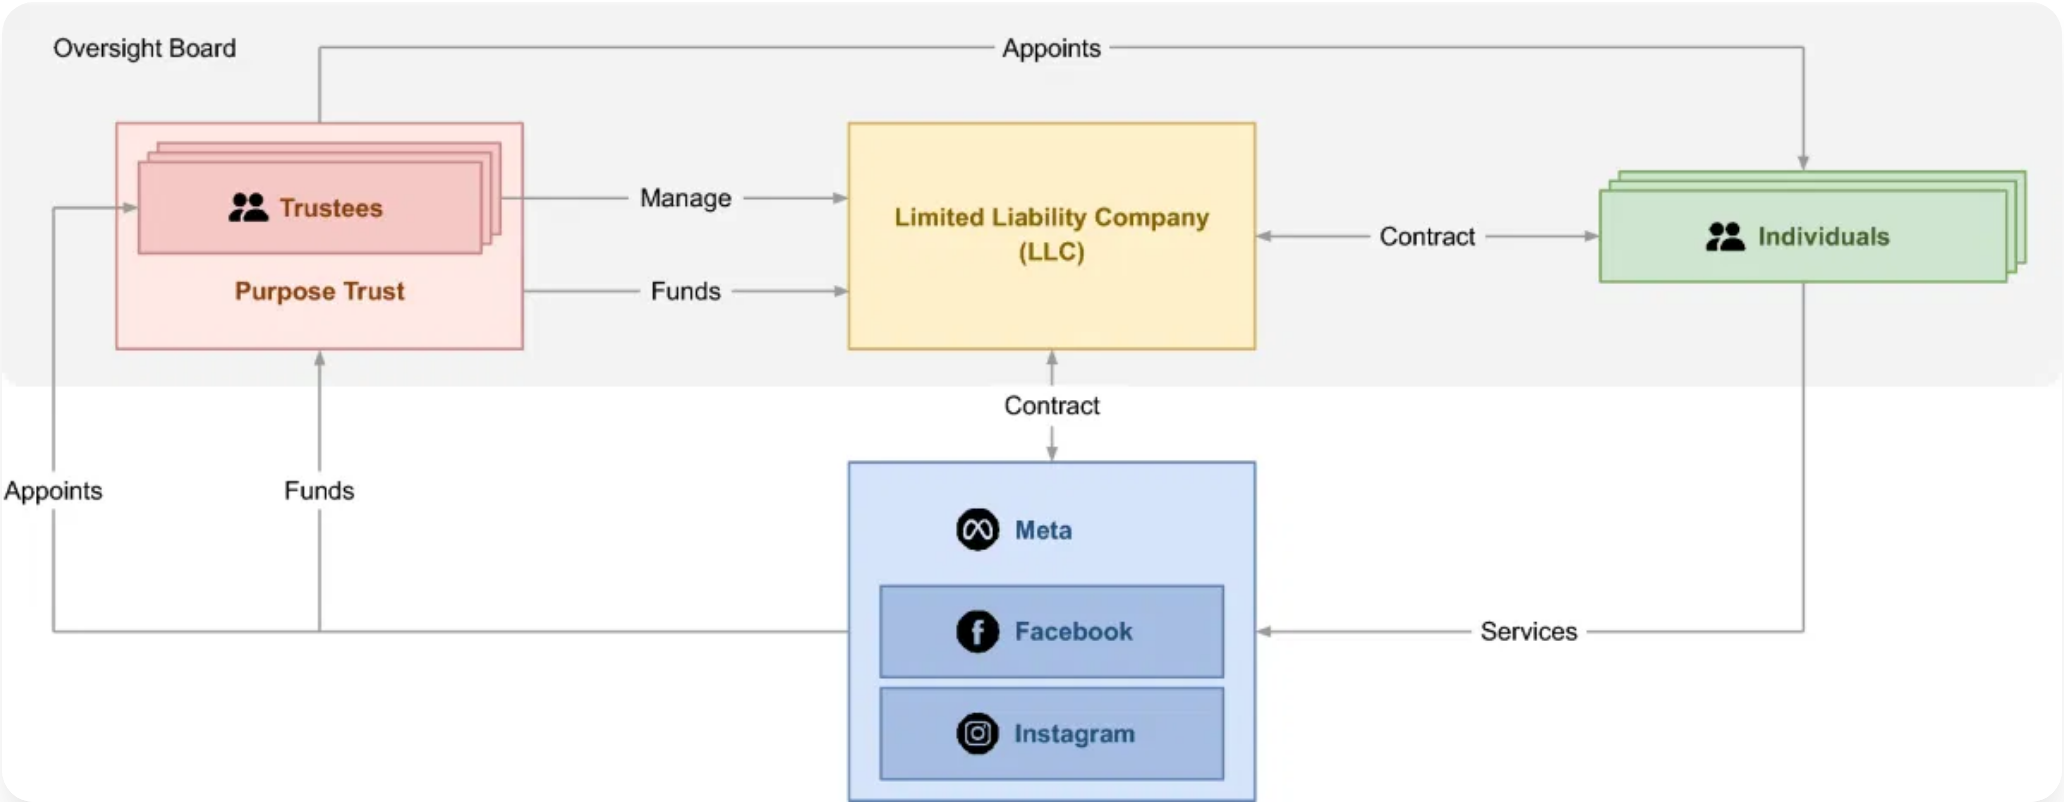 Oversight Board
Appoints
Trustees
Manage
Limited Liability Company
(LLC)
Contract
Individuals
Purpose Trust
Funds
Contract
Appoints
Funds
Meta
Facebook
Services
Instagram